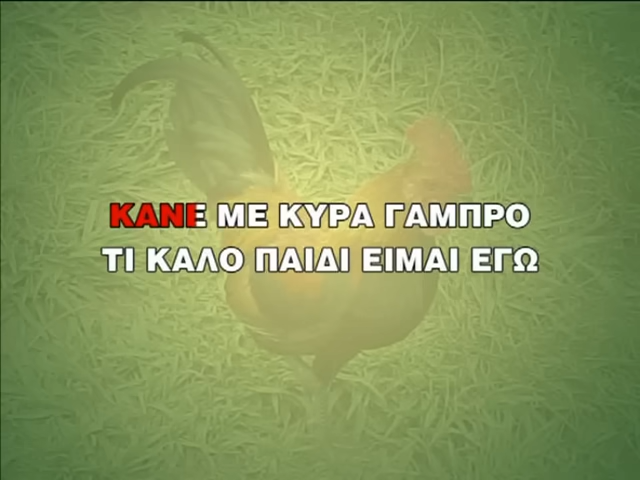 ΚΑΝΕ ΜΕ ΚΥΡΑ ΓΑΜΠΡΟ
ΤΙ ΚΑΛΟ ΠΑΙΔΙ ΕΙΜΑΙ ΕΓΩ